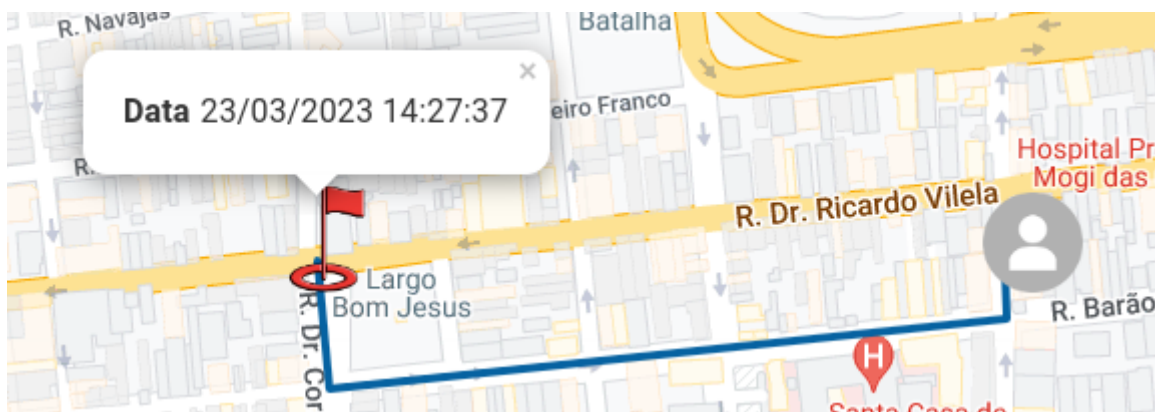 R. Navajas
Batalha
Data 23/03/2023 14:27:37
×
eiro Franco
R.
Hospital Pr
Mogi das
R. Dr. Ricardo Vilela
Largo
Bom Jesus
R. Barão
R. Dr. Cor
H
Santa Casa de